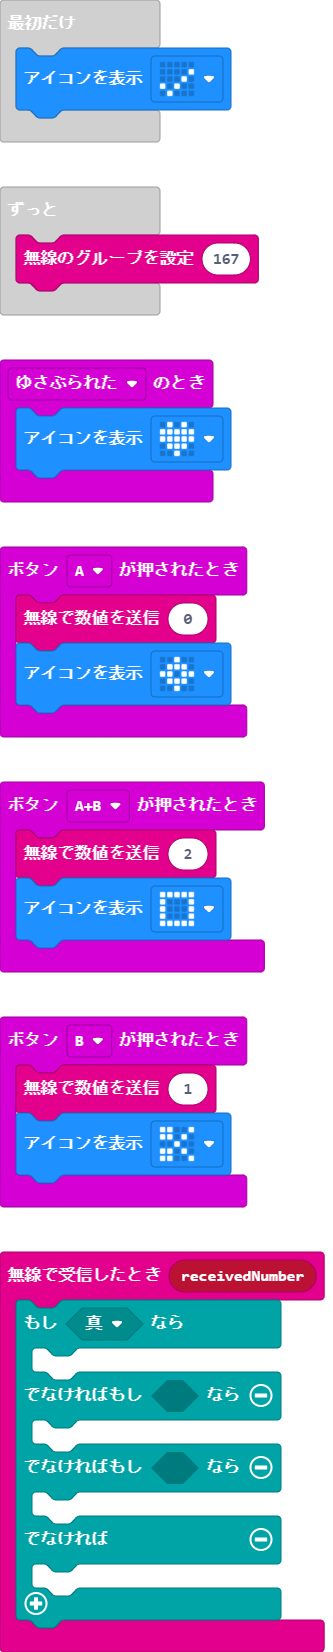 最初だけ
アイコンを表示
ずっと
無線のグループを設定 167
ゆさぶられた のとき
アイコンを表示
ボタン A が押されたとき
無線で数値を送信 0
アイコンを表示
ボタン A+B が押されたとき
無線で数値を送信 2
アイコンを表示
ボタン B が押されたとき
無線で数値を送信 1
アイコンを表示
無線で受信したとき receivedNumber
もし 真 なら
でなければもし なら
でなければもし なら
でなければ